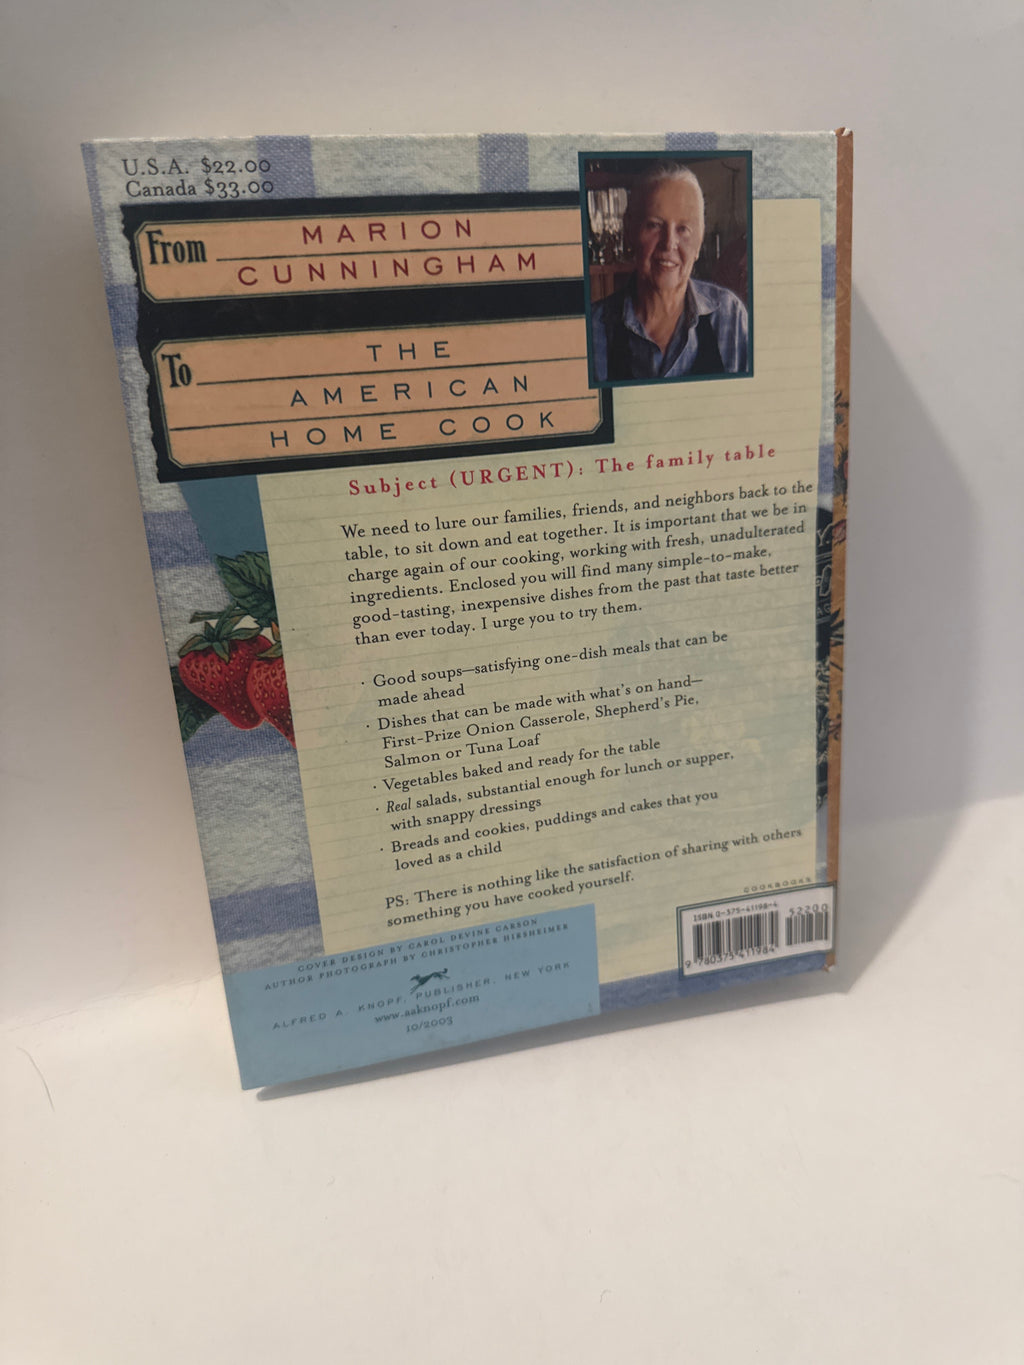 U.S.A. $22.00
Canada $33.00
From
MARION
CUNNINGHAM
To
THE
AMERICAN
HOME COOK
Subject (URGENT): The family table
We need to lure our families, friends, and neighbors back to the
table, to sit down and eat together. It is important that we be in
charge again of our cooking, working with fresh, unadulterated
ingredients. Enclosed you will find many simple-to-make,
good-tasting, inexpensive dishes from the past that taste better
than ever today. I urge you to try them.
· Good soups—satisfying one-dish meals that can be
made ahead
· Dishes that can be made with what's on hand—
First-Prize Onion Casserole, Shepherd's Pie,
Salmon or Tuna Loaf
· Vegetables baked and ready for the table
· Real salads, substantial enough for lunch or supper,
with snappy dressings
· Breads and cookies, puddings and cakes that you
loved as a child
PS: There is nothing like the satisfaction of sharing with others
something you have cooked yourself.
COVER DESIGN BY CAROL DEVINE CARSON
AUTHOR PHOTOGRAPH BY CHRISTOPHER HIRSHEIMER
ALFRED A. KNOPF, PUBLISHER, NEW YORK
www.aaknopf.com
10/2003
COOKBOOKS
ISBN 0-375-41198-4
52200
9 780375 411984